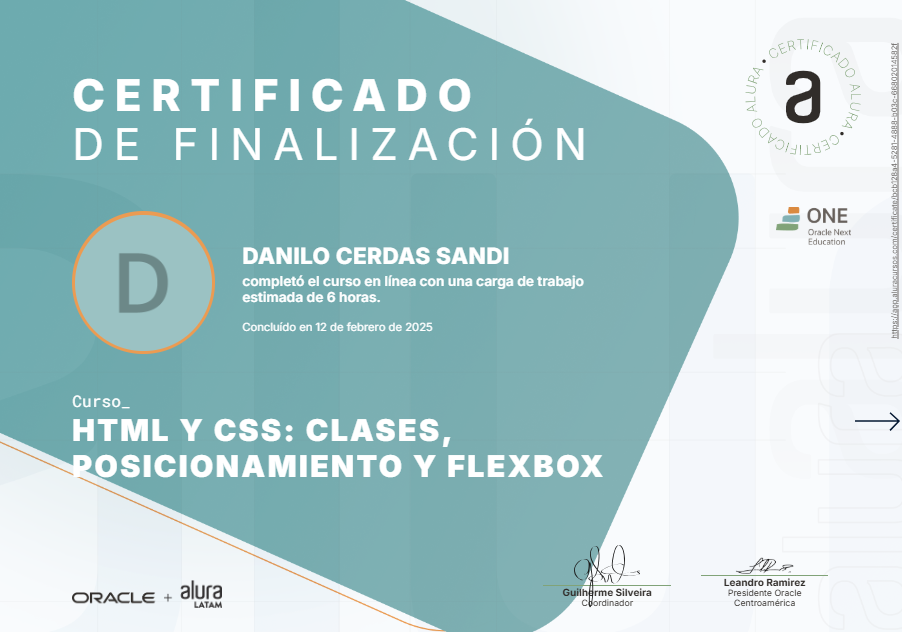 CERTIFICADO
DE FINALIZACIÓN
CERTIFICADO ALURA • CERTIFICADO ALURA •
a
ONE
Oracle Next
Education
D
DANILO CERDAS SANDI
completó el curso en línea con una carga de trabajo
estimada de 6 horas.
Concluído en 12 de febrero de 2025
Curso_
HTML Y CSS: CLASES,
POSICIONAMIENTO Y FLEXBOX
ORACLE + alura
LATAM
Guilherme Silveira
Coordinador
Leandro Ramirez
Presidente Oracle
Centroamérica